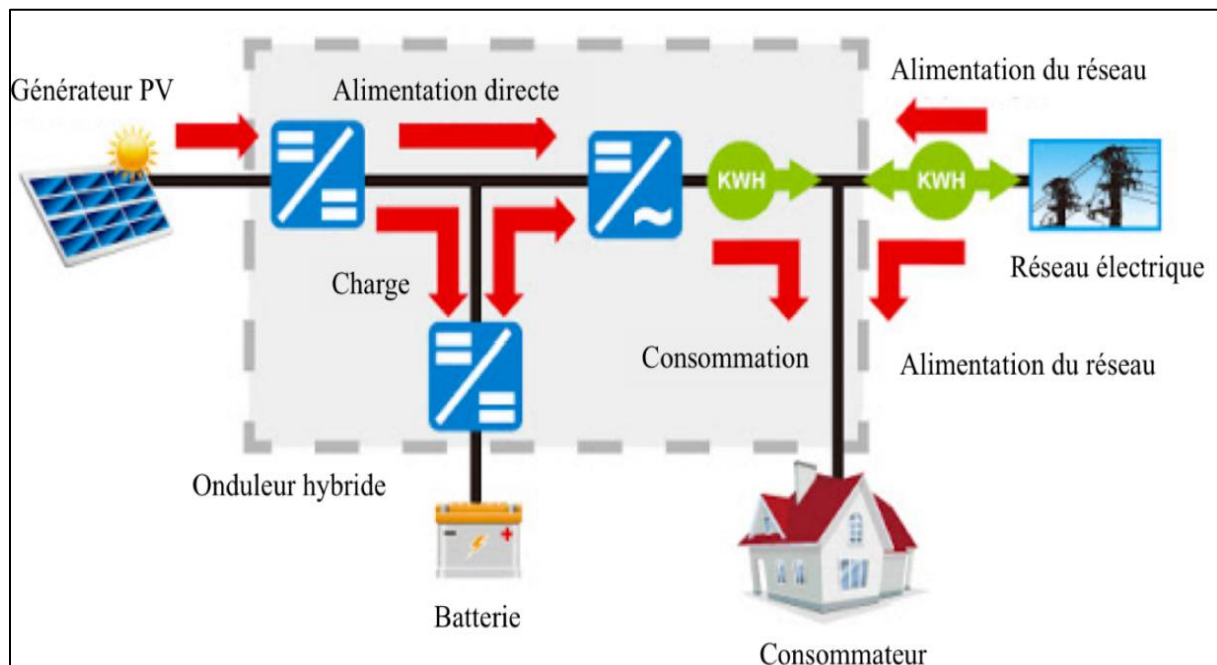 Générateur PV
Alimentation directe
Alimentation du réseau
KWH
KWH
Réseau électrique
Charge
Consommation
Alimentation du réseau
Onduleur hybride
Batterie
Consommateur